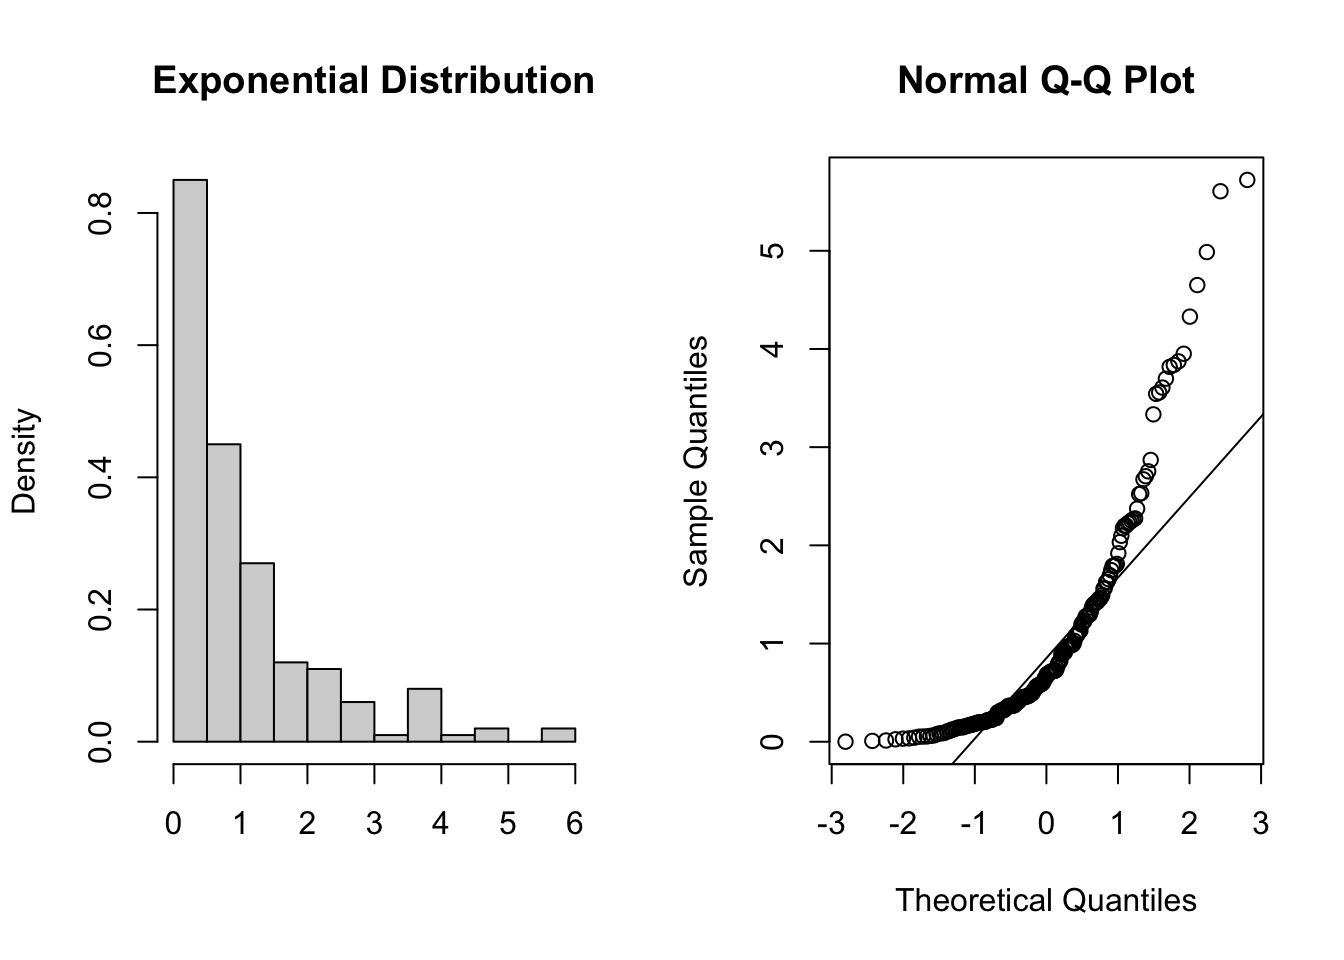 Exponential Distribution
Density
0.0 0.2 0.4 0.6 0.8
0 1 2 3 4 5 6
Normal Q-Q Plot
Sample Quantiles
0 1 2 3 4 5
-3 -2 -1 0 1 2 3
Theoretical Quantiles